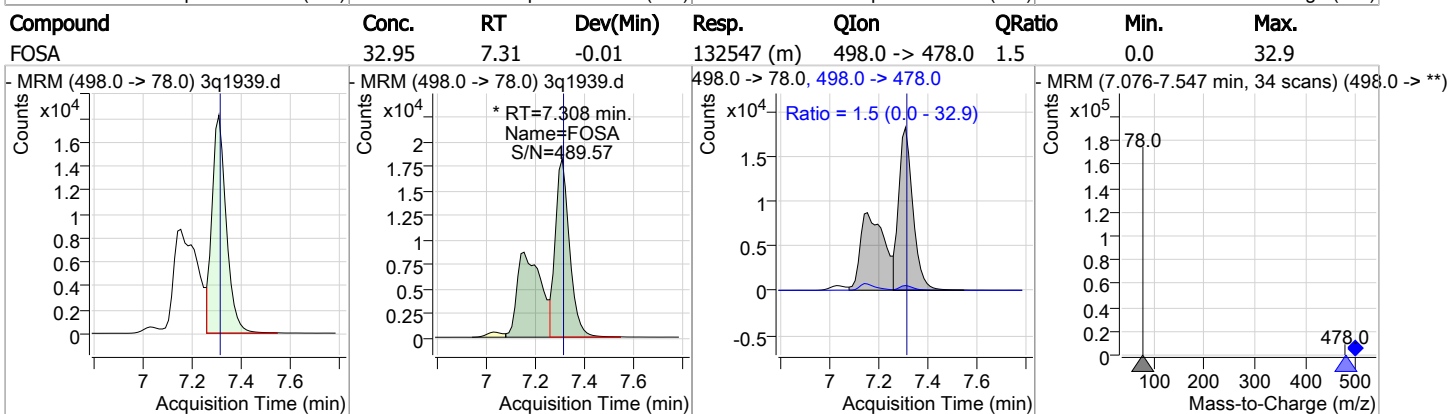 Compound Conc. RT Dev(Min) Resp. QIon QRatio Min. Max.
FOSA 32.95 7.31 -0.01 132547 (m) 498.0 -> 478.0 1.5 0.0 32.9
- MRM (498.0 -> 78.0) 3q1939.d
x10⁴
Counts
1.6
1.4
1.2
1
0.8
0.6
0.4
0.2
0
7 7.2 7.4 7.6
Acquisition Time (min)
- MRM (498.0 -> 78.0) 3q1939.d
x10⁴
Counts
* RT=7.308 min.
Name=FOSA
S/N=489.57
2
1.75
1.5
1.25
1
0.75
0.5
0.25
0
7 7.2 7.4 7.6
Acquisition Time (min)
498.0 -> 78.0, 498.0 -> 478.0
x10⁴
Counts
Ratio = 1.5 (0.0 - 32.9)
1.5
1
0.5
0
-0.5
7 7.2 7.4 7.6
Acquisition Time (min)
- MRM (7.076-7.547 min, 34 scans) (498.0 -> **)
x10⁵
Counts
78.0
1.8
1.6
1.4
1.2
1
0.8
0.6
0.4
0.2
0
478.0
100 200 300 400 500
Mass-to-Charge (m/z)